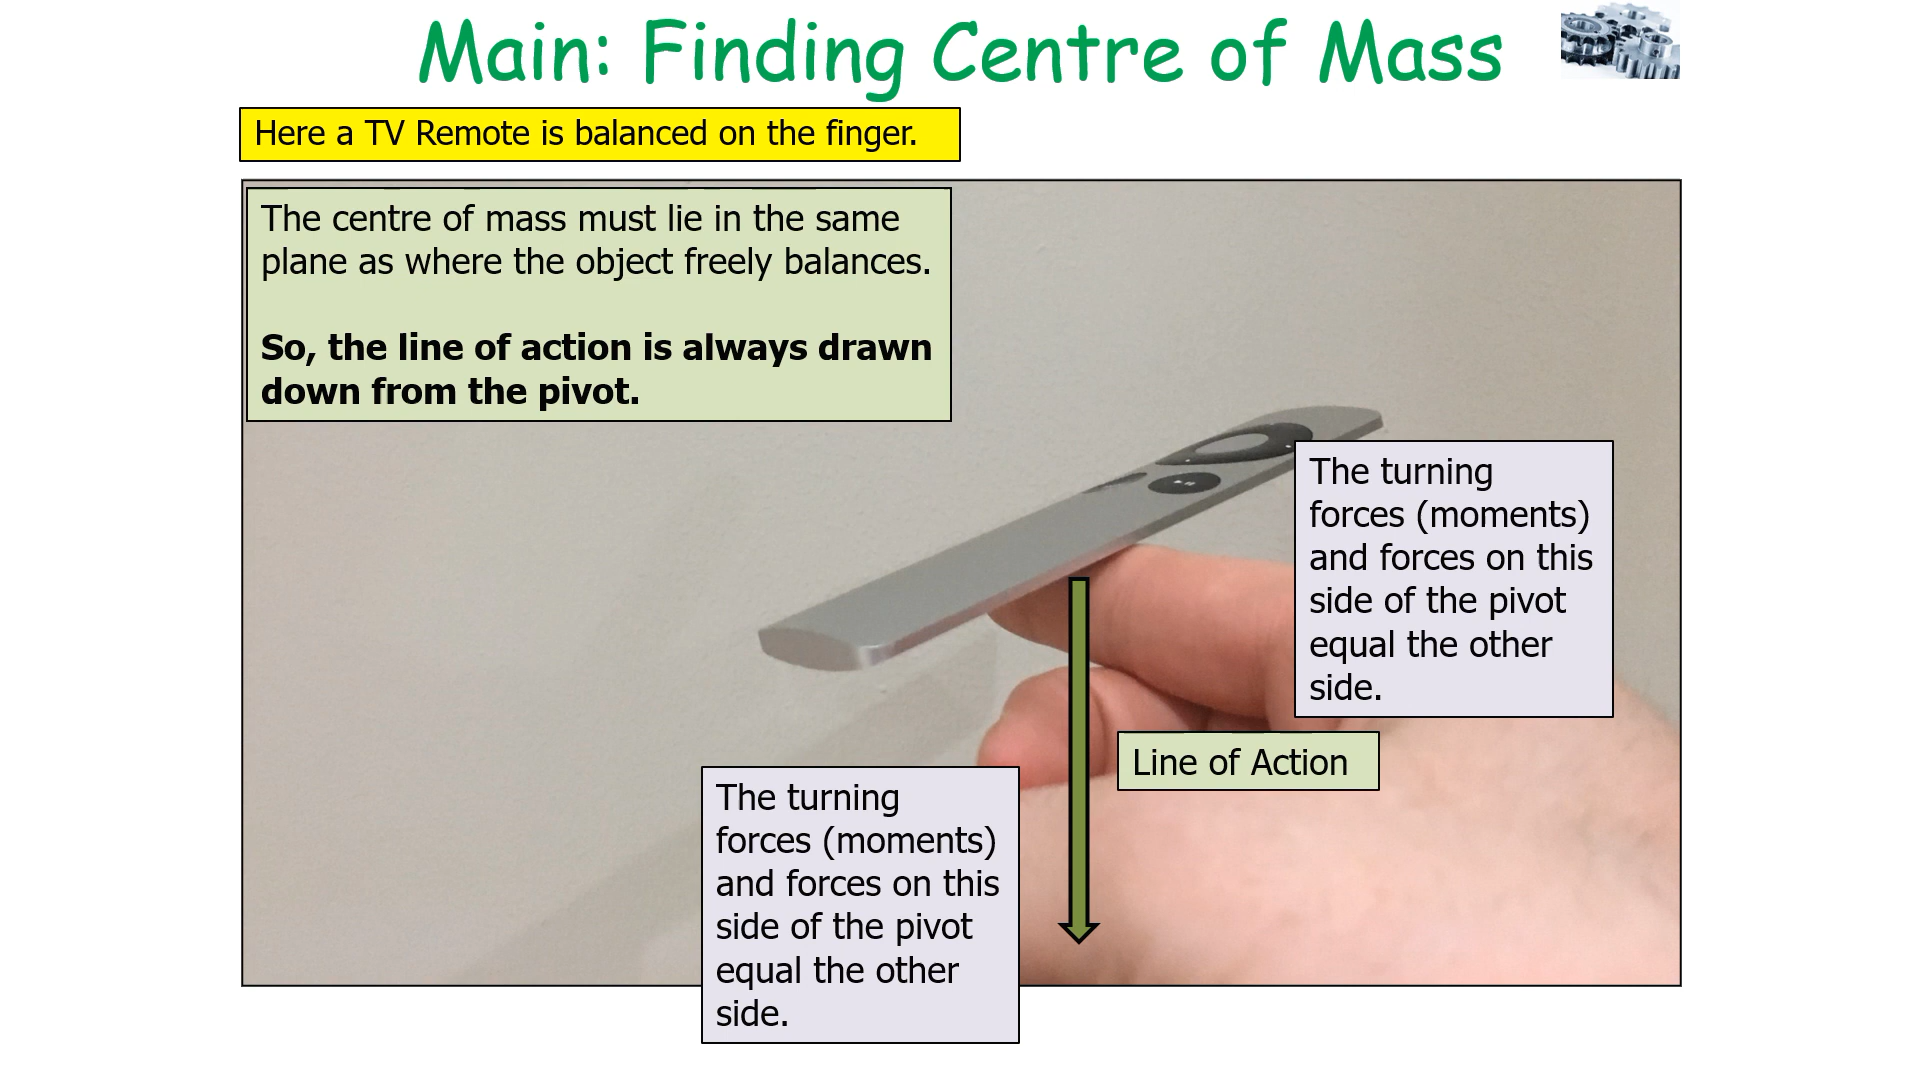 Main: Finding Centre of Mass
Here a TV Remote is balanced on the finger.
The centre of mass must lie in the same
plane as where the object freely balances.
So, the line of action is always drawn
down from the pivot.
The turning
forces (moments)
and forces on this
side of the pivot
equal the other
side.
Line of Action
The turning
forces (moments)
and forces on this
side of the pivot
equal the other
side.